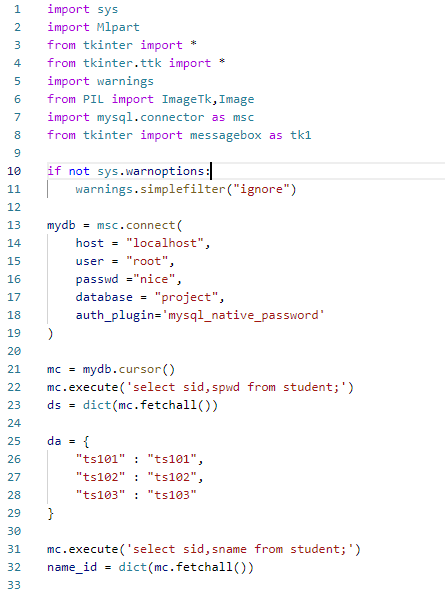 1 import sys
2 import Mlpart
3 from tkinter import *
4 from tkinter.ttk import *
5 import warnings
6 from PIL import ImageTk,Image
7 import mysql.connector as msc
8 from tkinter import messagebox as tk1
9
10 if not sys.warnoptions:
11     warnings.simplefilter("ignore")
12
13 mydb = msc.connect(
14     host = "localhost",
15     user = "root",
16     passwd ="nice",
17     database = "project",
18     auth_plugin='mysql_native_password'
19 )
20
21 mc = mydb.cursor()
22 mc.execute('select sid,spwd from student;')
23 ds = dict(mc.fetchall())
24
25 da = {
26     "ts101" : "ts101",
27     "ts102" : "ts102",
28     "ts103" : "ts103"
29 }
30
31 mc.execute('select sid,sname from student;')
32 name_id = dict(mc.fetchall())
33